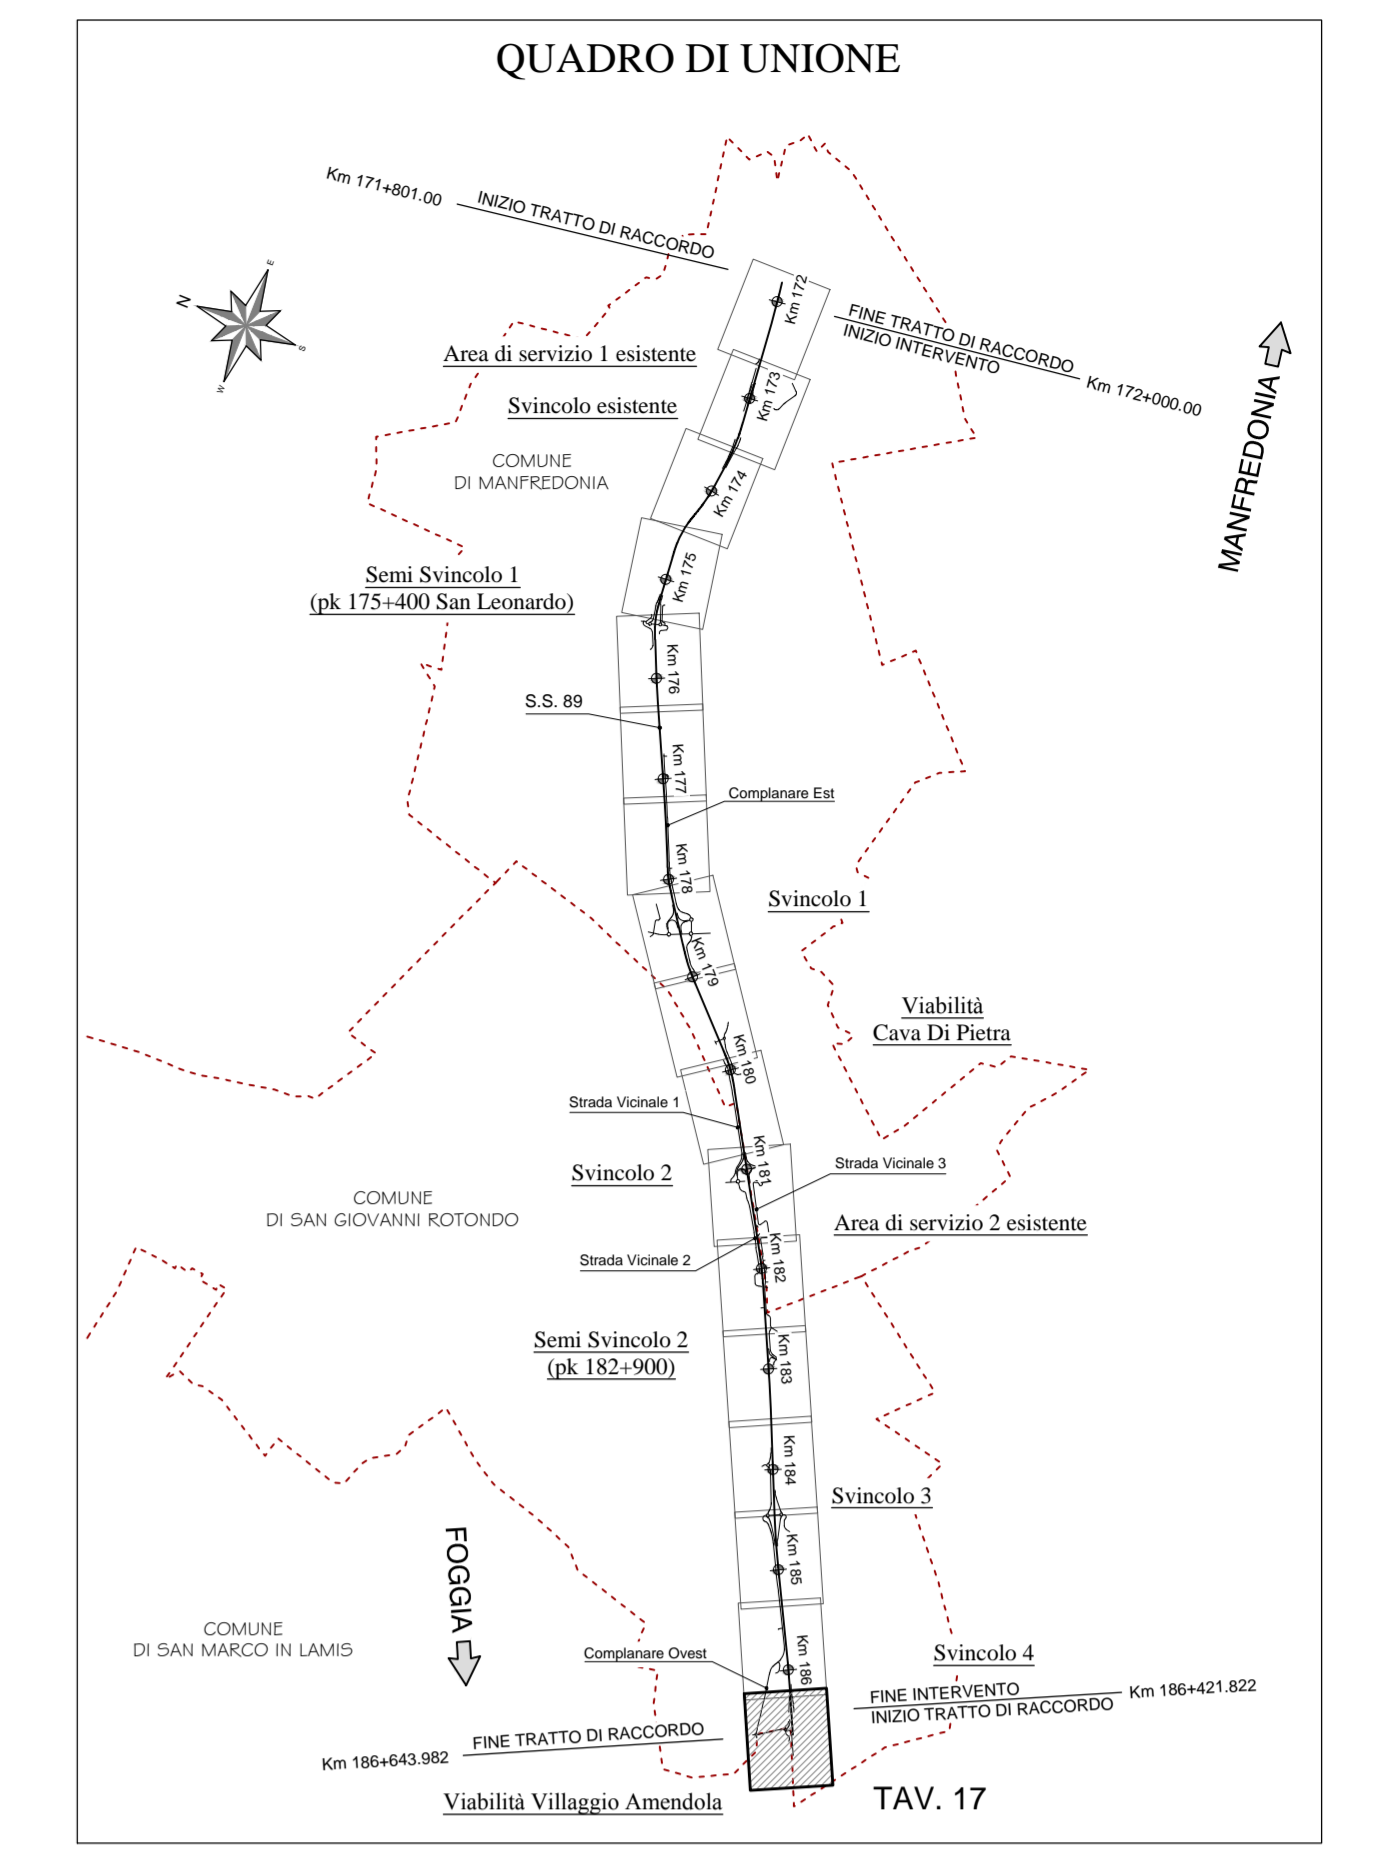 QUADRO DI UNIONE
Km 171+801.00
INIZIO TRATTO DI RACCORDO
N
E
S
W
Km 172
FINE TRATTO DI RACCORDO
INIZIO INTERVENTO
Km 172+000.00
MANFREDONIA
Area di servizio 1 esistente
Km 173
Svincolo esistente
COMUNE
DI MANFREDONIA
Km 174
Semi Svincolo 1
(pk 175+400 San Leonardo)
Km 175
Km 176
S.S. 89
Km 177
Complanare Est
Km 178
Svincolo 1
Km 179
Viabilità
Cava Di Pietra
Km 180
Strada Vicinale 1
Km 181
Strada Vicinale 3
Svincolo 2
COMUNE
DI SAN GIOVANNI ROTONDO
Area di servizio 2 esistente
Strada Vicinale 2
Km 182
Semi Svincolo 2
(pk 182+900)
Km 183
Km 184
Svincolo 3
FOGGIA
Km 185
COMUNE
DI SAN MARCO IN LAMIS
Complanare Ovest
Km 186
Svincolo 4
FINE INTERVENTO
INIZIO TRATTO DI RACCORDO
Km 186+421.822
FINE TRATTO DI RACCORDO
Km 186+643.982
Viabilità Villaggio Amendola
TAV. 17